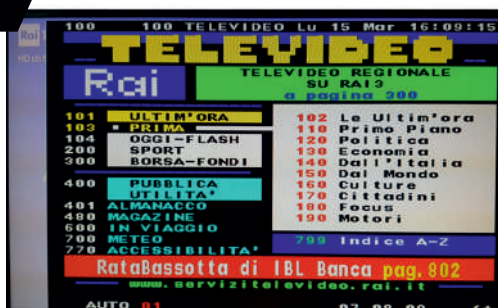 Rai
100 100 TELEVIDEO Lu 15 Mar 16:09:15
TELEVIDEO
Rai
TELEVIDEO REGIONALE
SU RAI3
a pagina 300
101 ULTIM'ORA
103 PRIMA
104 OGGI-FLASH
200 SPORT
300 BORSA-FONDI
400 PUBBLICA
UTILITA'
401 ALMANACCO
480 MAGAZINE
600 IN VIAGGIO
700 METEO
770 ACCESSIBILITA'
102 Le Ultim'ora
110 Primo Piano
120 Politica
130 Economia
140 Dall'Italia
150 Dal Mondo
160 Culture
170 Cittadini
180 Focus
190 Motori
799 Indice A-Z
RataBassotta di IBL Banca pag.802
www.servizitelevideo.rai.it
AUTO 01